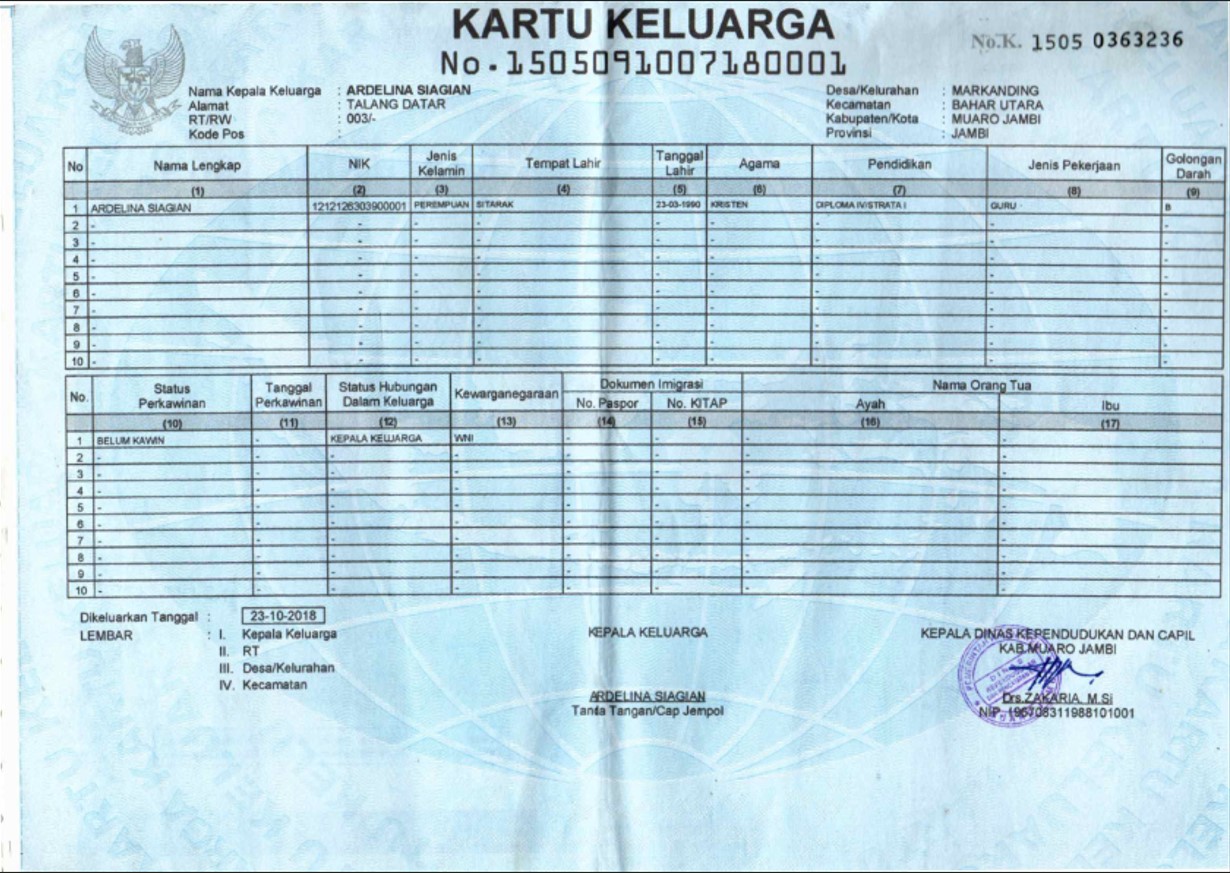 KARTU KELUARGA
No.1505091007180001
No.K. 1505 0363236
Nama Kepala Keluarga : ARDELINA SIAGIAN
Alamat : TALANG DATAR
RT/RW : 003/-
Kode Pos :
Desa/Kelurahan : MARKANDING
Kecamatan : BAHAR UTARA
Kabupaten/Kota : MUARO JAMBI
Provinsi : JAMBI
No Nama Lengkap NIK Jenis Kelamin Tempat Lahir Tanggal Lahir Agama Pendidikan Jenis Pekerjaan Golongan Darah
(1) (2) (3) (4) (5) (6) (7) (8) (9)
1 ARDELINA SIAGIAN 1212126303900001 PEREMPUAN SITARAK 23-03-1990 KRISTEN DIPLOMA IV/STRATA I GURU B
2 - - - - - - - - -
3 - - - - - - - - -
4 - - - - - - - - -
5 - - - - - - - - -
6 - - - - - - - - -
7 - - - - - - - - -
8 - - - - - - - - -
9 - - - - - - - - -
10 - - - - - - - - -
No. Status Perkawinan Tanggal Perkawinan Status Hubungan Dalam Keluarga Kewarganegaraan Dokumen Imigrasi Nama Orang Tua
No. Paspor No. KITAP Ayah Ibu
(10) (11) (12) (13) (14) (15) (16) (17)
1 BELUM KAWIN - KEPALA KELUARGA WNI - - - -
2 - - - - - - - -
3 - - - - - - - -
4 - - - - - - - -
5 - - - - - - - -
6 - - - - - - - -
7 - - - - - - - -
8 - - - - - - - -
9 - - - - - - - -
10 - - - - - - - -
Dikeluarkan Tanggal : 23-10-2018
LEMBAR : I. Kepala Keluarga
II. RT
III. Desa/Kelurahan
IV. Kecamatan
KEPALA KELUARGA
ARDELINA SIAGIAN
Tanda Tangan/Cap Jempol
KEPALA DINAS KEPENDUDUKAN DAN CAPIL
KAB.MUARO JAMBI
Drs.ZAKARIA, M.Si
NIP. 196708311988101001